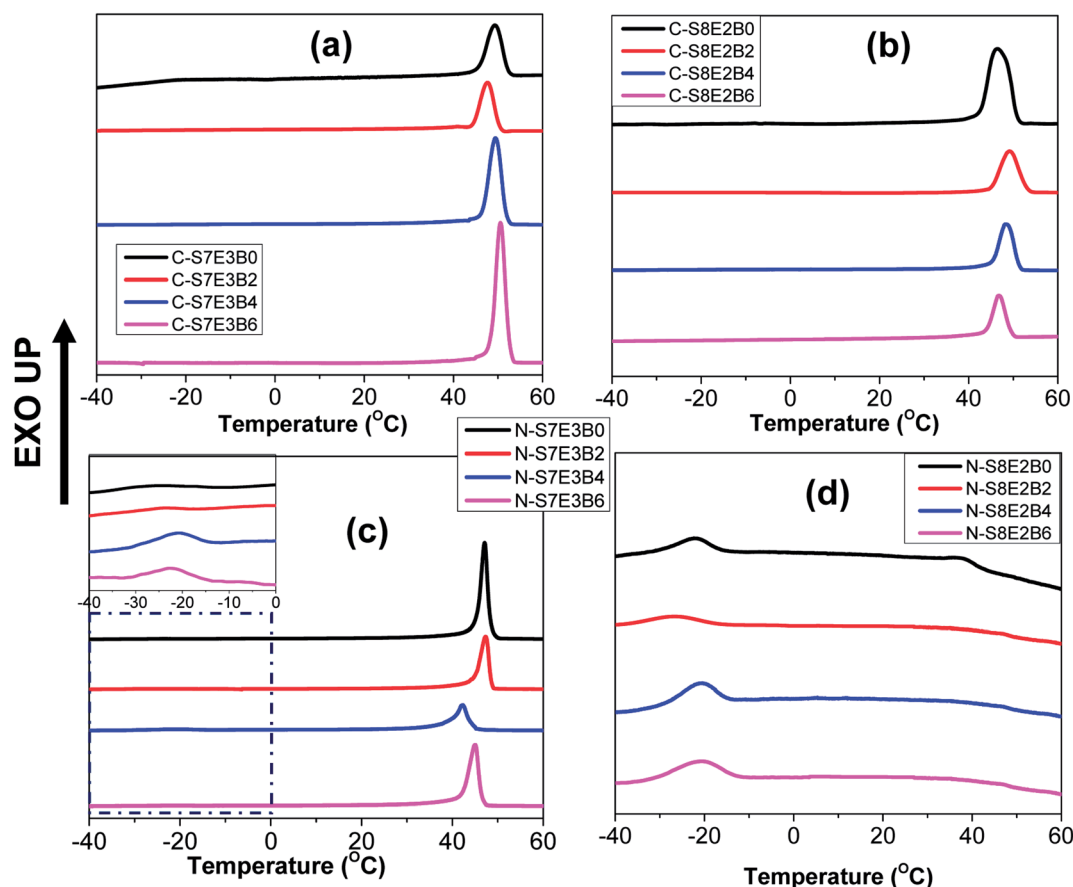 (a)
C-S7E3B0
C-S7E3B2
C-S7E3B4
C-S7E3B6
-40 -20 0 20 40 60
Temperature (°C)
(b)
C-S8E2B0
C-S8E2B2
C-S8E2B4
C-S8E2B6
-40 -20 0 20 40 60
Temperature (°C)
EXO UP
(c)
N-S7E3B0
N-S7E3B2
N-S7E3B4
N-S7E3B6
-40 -30 -20 -10 0
-40 -20 0 20 40 60
Temperature (°C)
(d)
N-S8E2B0
N-S8E2B2
N-S8E2B4
N-S8E2B6
-40 -20 0 20 40 60
Temperature (°C)